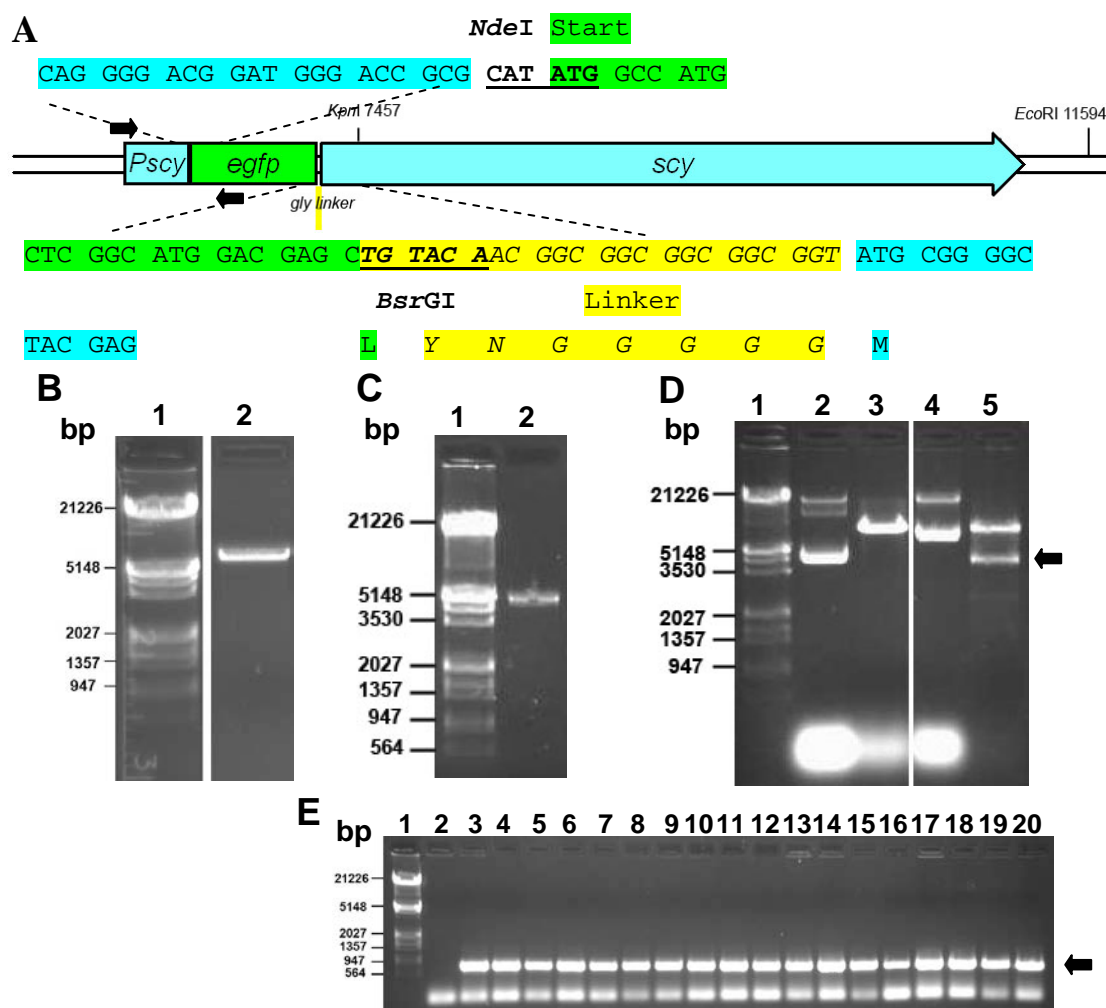 A
NdeI Start
CAG GGG ACG GAT GGG ACC GCG CAT ATG GCC ATG
KpnI 7457
EcoRI 11594
Pscy egfp scy
gly linker
CTC GGC ATG GAC GAG CTG TAC AAC GGC GGC GGC GGC GGT ATG CGG GGC
BsrGI Linker
TAC GAG L Y N G G G G G M
B
bp
1 2
21226
5148
2027
1357
947
C
bp
1 2
21226
5148
3530
2027
1357
947
564
D
bp
1 2 3 4 5
21226
5148
3530
2027
1357
947
E
bp
1 2 3 4 5 6 7 8 9 10 11 12 13 14 15 16 17 18 19 20
21226
5148
2027
1357
947
564